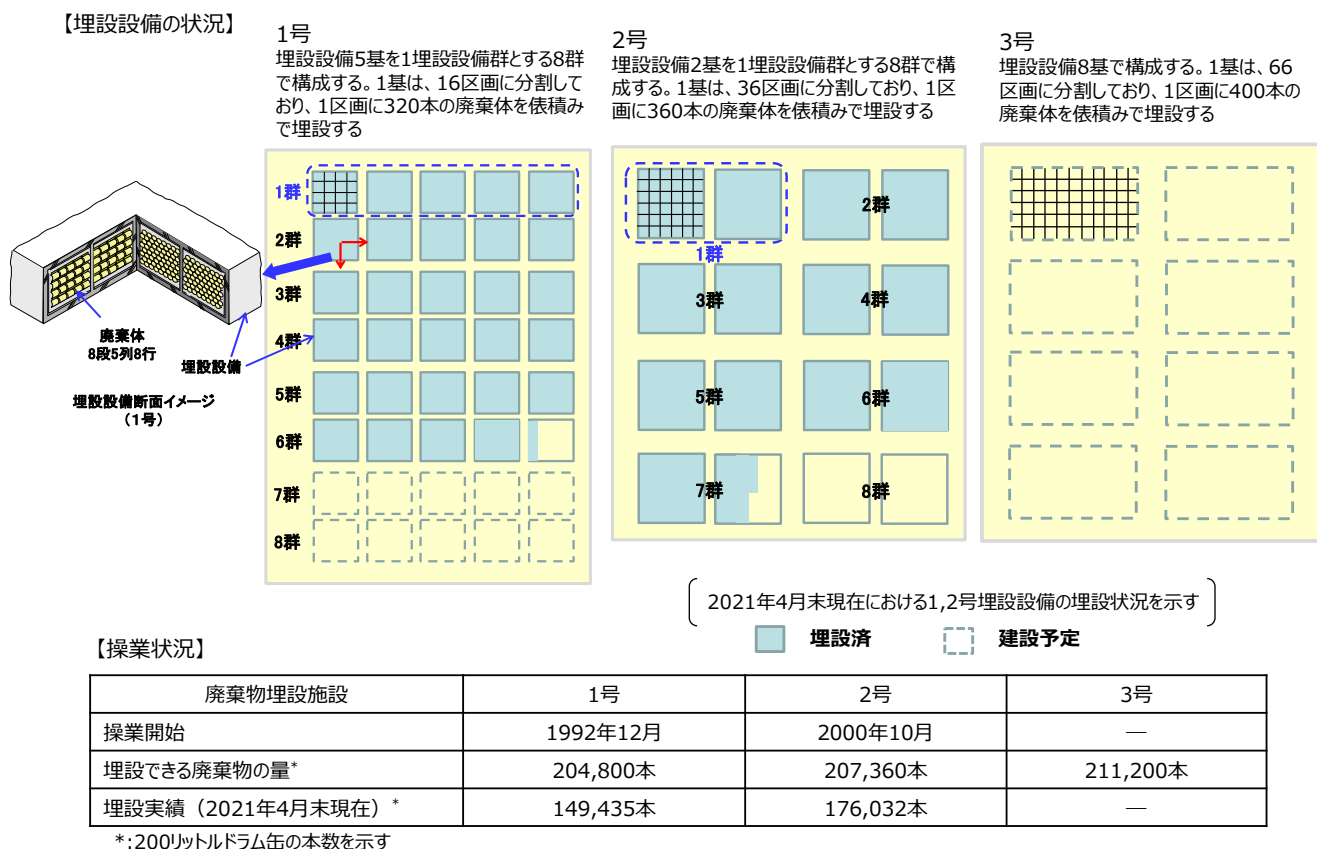 【埋設設備の状況】
1号
埋設設備5基を1埋設設備群とする8群
で構成する。1基は、16区画に分割して
おり、1区画に320本の廃棄体を俵積み
で埋設する
2号
埋設設備2基を1埋設設備群とする8群で構
成する。1基は、36区画に分割しており、1区
画に360本の廃棄体を俵積みで埋設する
3号
埋設設備8基で構成する。1基は、66
区画に分割しており、1区画に400本の
廃棄体を俵積みで埋設する
廃棄体
8段5列8行
埋設設備
埋設設備断面イメージ
(1号)
1群
2群
3群
4群
5群
6群
7群
8群
1群
2群
3群
4群
5群
6群
7群
8群
2021年4月末現在における1,2号埋設設備の埋設状況を示す
埋設済
建設予定
【操業状況】
廃棄物埋設施設 1号 2号 3号
操業開始 1992年12月 2000年10月 ―
埋設できる廃棄物の量* 204,800本 207,360本 211,200本
埋設実績（2021年4月末現在）* 149,435本 176,032本 ―
*:200リットルドラム缶の本数を示す